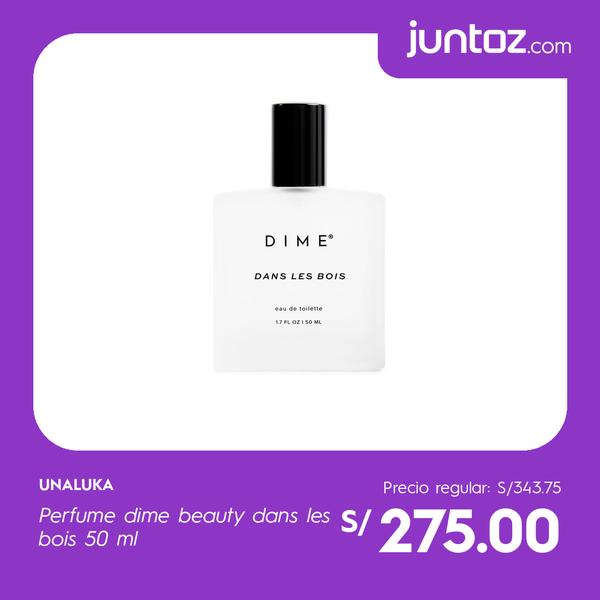 juntoz.com
DIME®
DANS LES BOIS
eau de toilette
1.7 FL OZ | 50 ML
UNALUKA
Perfume dime beauty dans les
bois 50 ml
Precio regular: S/343.75
S/ 275.00